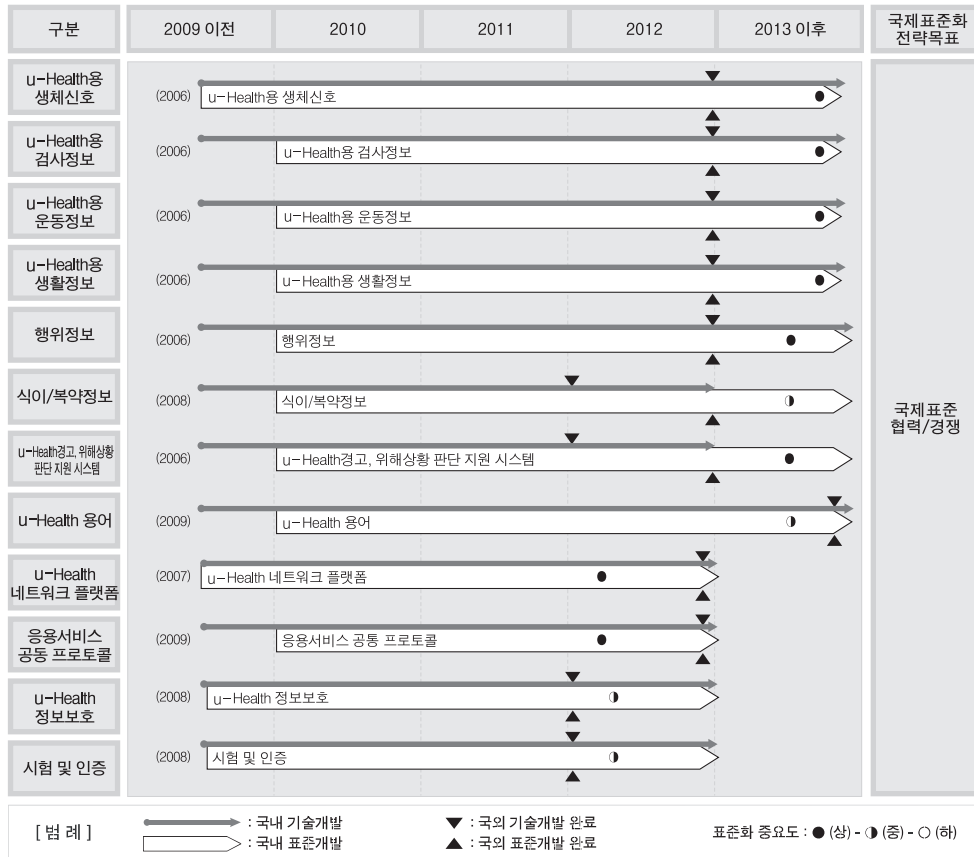 구분 2009 이전 2010 2011 2012 2013 이후 국제표준화
전략목표
u-Health용
생체신호
(2006) u-Health용 생체신호
u-Health용
검사정보
(2006) u-Health용 검사정보
u-Health용
운동정보
(2006) u-Health용 운동정보
u-Health용
생활정보
(2006) u-Health용 생활정보
행위정보
(2006) 행위정보
식이/복약정보
(2008) 식이/복약정보
u-Health경고, 위해상황
판단 지원 시스템
(2006) u-Health경고, 위해상황 판단 지원 시스템
u-Health 용어
(2009) u-Health 용어
u-Health
네트워크 플랫폼
(2007) u-Health 네트워크 플랫폼
응용서비스
공동 프로토콜
(2009) 응용서비스 공통 프로토콜
u-Health
정보보호
(2008) u-Health 정보보호
시험 및 인증
(2008) 시험 및 인증
국제표준
협력/경쟁
[ 범 례 ]
: 국내 기술개발 ▼ : 국외 기술개발 완료
: 국내 표준개발 ▲ : 국외 표준개발 완료
표준화 중요도 : ● (상) - ◑ (중) - ○ (하)